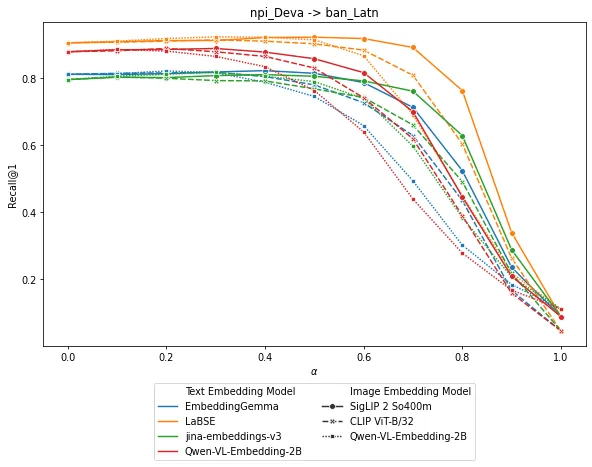 npi_Deva -> ban_Latn
Recall@1
0.8
0.6
0.4
0.2
0.0 0.2 0.4 0.6 0.8 1.0
α
Text Embedding Model
EmbeddingGemma
LaBSE
jina-embeddings-v3
Qwen-VL-Embedding-2B
Image Embedding Model
SigLIP 2 So400m
CLIP ViT-B/32
Qwen-VL-Embedding-2B